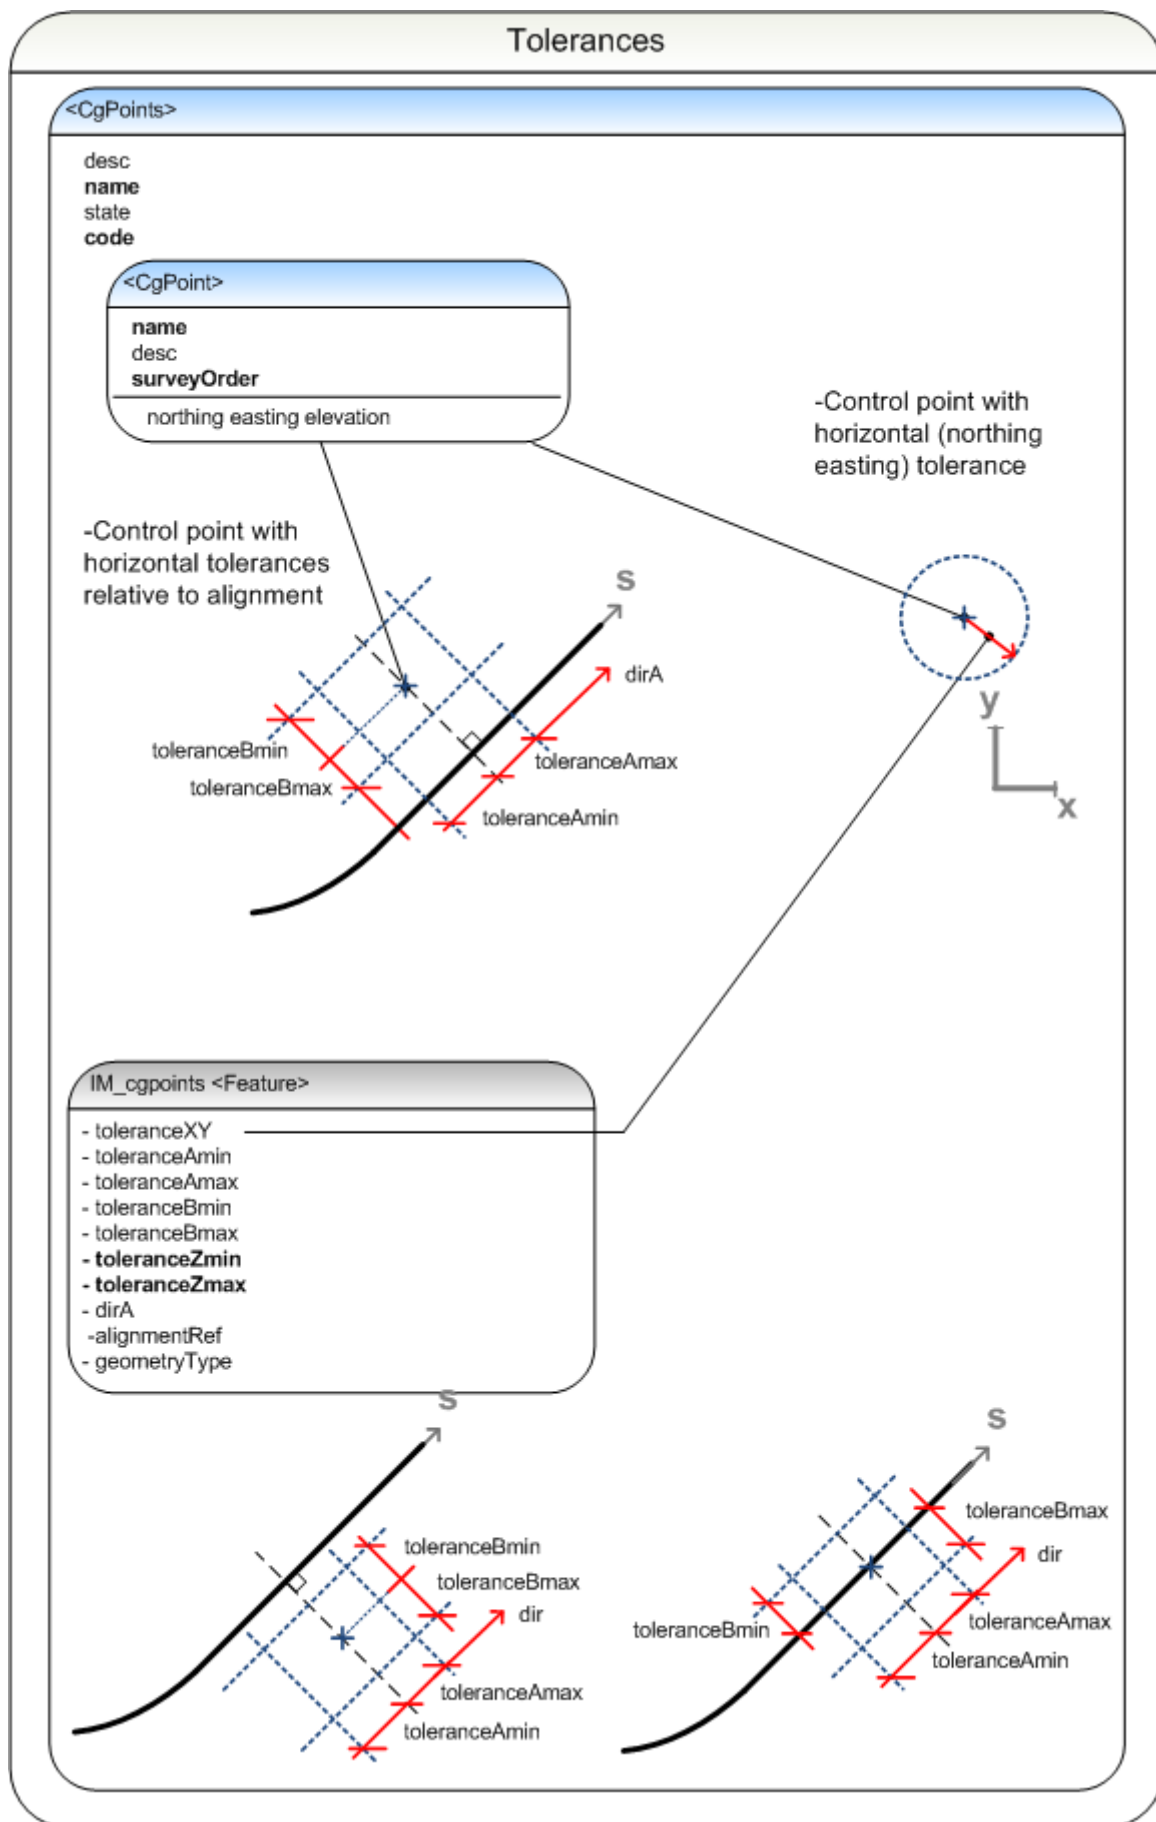 Tolerances
<CgPoints>
desc
name
state
code
<CgPoint>
name
desc
surveyOrder
northing easting elevation
-Control point with
horizontal (northing
easting) tolerance
-Control point with
horizontal tolerances
relative to alignment
s
dirA
toleranceBmin
toleranceBmax
toleranceAmax
toleranceAmin
y
x
IM_cgpoints <Feature>
- toleranceXY
- toleranceAmin
- toleranceAmax
- toleranceBmin
- toleranceBmax
- toleranceZmin
- toleranceZmax
- dirA
-alignmentRef
- geometryType
s
toleranceBmin
toleranceBmax
dir
toleranceAmax
toleranceAmin
s
toleranceBmax
dir
toleranceBmin
toleranceAmax
toleranceAmin